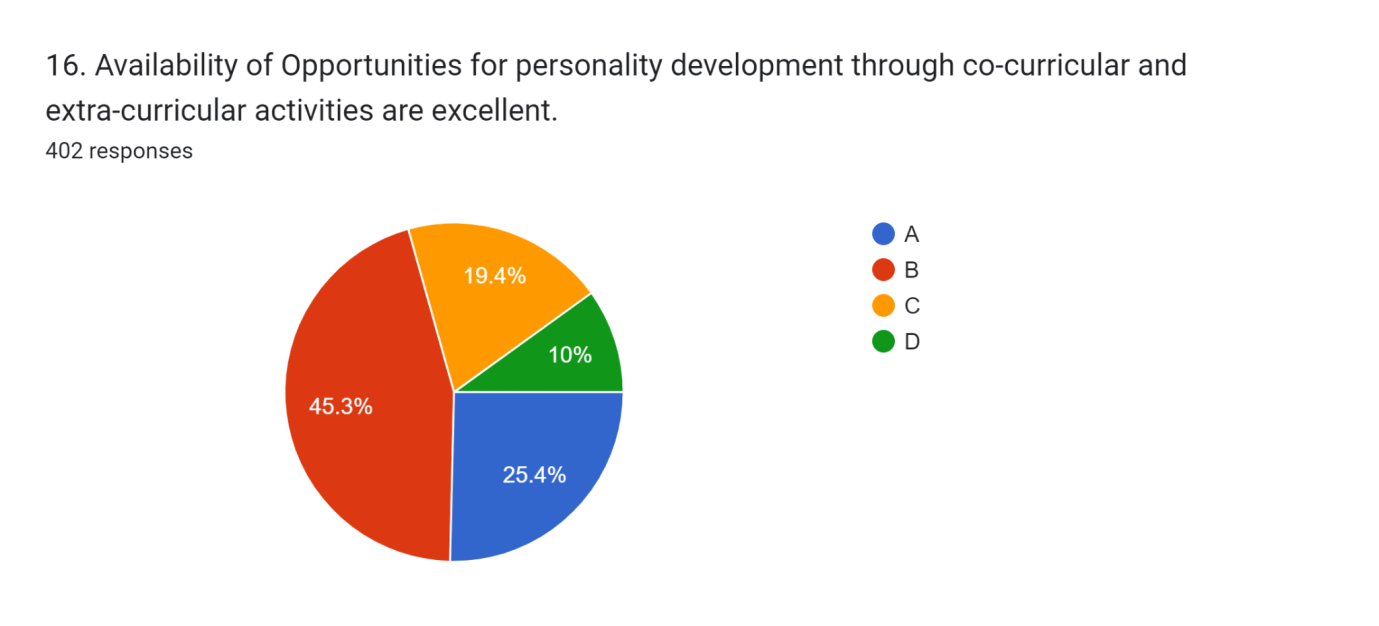 16. Availability of Opportunities for personality development through co-curricular and
extra-curricular activities are excellent.
402 responses
19.4%
10%
45.3%
25.4%
A
B
C
D